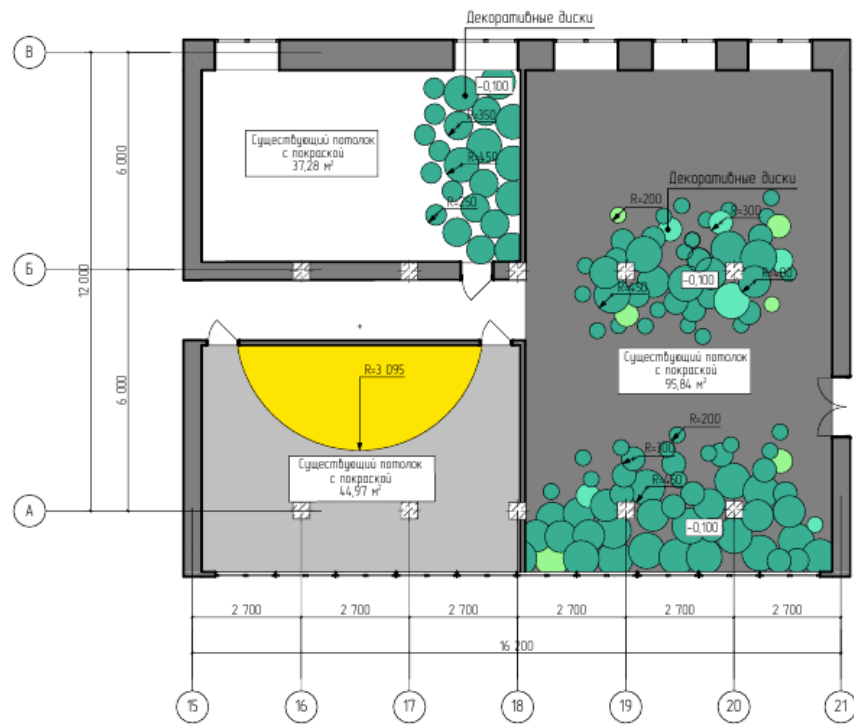 Декоративные диски
В
-0,100
R=350
Существующий потолок
с покраской
37,28 м²
R=450
R=250
6 000
12 000
Декоративные диски
R=200
R=300
Б
-0,100
R=400
R=450
Существующий потолок
с покраской
95,84 м²
R=3 095
6 000
R=200
R=300
Существующий потолок
с покраской
44,97 м²
R=450
А
-0,100
2 700
2 700
2 700
2 700
2 700
2 700
16 200
15
16
17
18
19
20
21